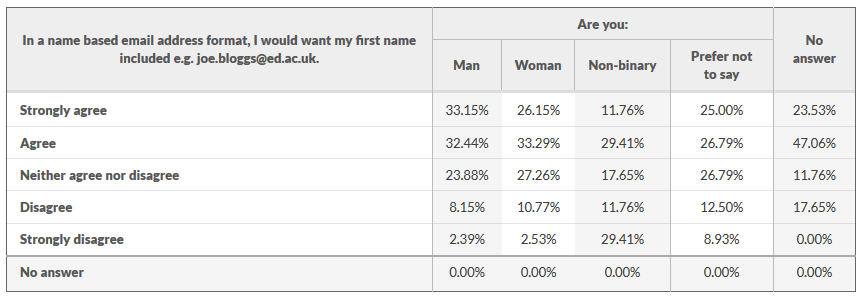 Are you:
In a name based email address format, I would want my first name
included e.g. joe.bloggs@ed.ac.uk.
No
answer
Man Woman Non-binary Prefer not
to say
Strongly agree 33.15% 26.15% 11.76% 25.00% 23.53%
Agree 32.44% 33.29% 29.41% 26.79% 47.06%
Neither agree nor disagree 23.88% 27.26% 17.65% 26.79% 11.76%
Disagree 8.15% 10.77% 11.76% 12.50% 17.65%
Strongly disagree 2.39% 2.53% 29.41% 8.93% 0.00%
No answer 0.00% 0.00% 0.00% 0.00% 0.00%